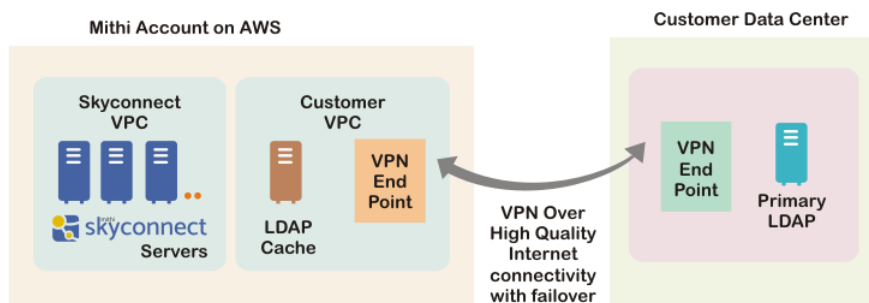 Mithi Account on AWS
Customer Data Center
Skyconnect
VPC
mithi
skyconnect
Servers
Customer
VPC
LDAP
Cache
VPN
End
Point
VPN Over
High Quality
Internet
connectivity
with failover
VPN
End
Point
Primary
LDAP